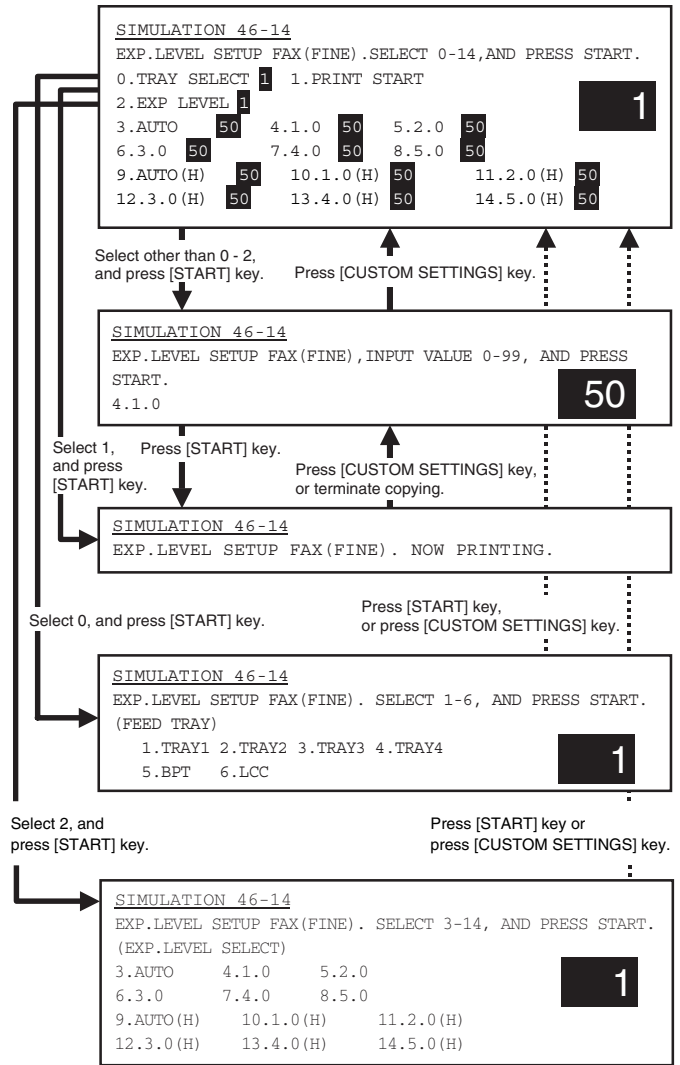 SIMULATION 46-14
EXP.LEVEL SETUP FAX(FINE).SELECT 0-14,AND PRESS START.
0.TRAY SELECT 1 1.PRINT START
2.EXP LEVEL 1
1
3.AUTO 50 4.1.0 50 5.2.0 50
6.3.0 50 7.4.0 50 8.5.0 50
9.AUTO(H) 50 10.1.0(H) 50 11.2.0(H) 50
12.3.0(H) 50 13.4.0(H) 50 14.5.0(H) 50
Select other than 0 - 2,
and press [START] key.
Press [CUSTOM SETTINGS] key.
SIMULATION 46-14
EXP.LEVEL SETUP FAX(FINE),INPUT VALUE 0-99, AND PRESS
START.
4.1.0
50
Select 1,
and press
[START] key.
Press [START] key.
Press [CUSTOM SETTINGS] key,
or terminate copying.
SIMULATION 46-14
EXP.LEVEL SETUP FAX(FINE). NOW PRINTING.
Select 0, and press [START] key.
Press [START] key,
or press [CUSTOM SETTINGS] key.
SIMULATION 46-14
EXP.LEVEL SETUP FAX(FINE). SELECT 1-6, AND PRESS START.
(FEED TRAY)
1.TRAY1 2.TRAY2 3.TRAY3 4.TRAY4
5.BPT 6.LCC
1
Select 2, and
press [START] key.
Press [START] key or
press [CUSTOM SETTINGS] key.
SIMULATION 46-14
EXP.LEVEL SETUP FAX(FINE). SELECT 3-14, AND PRESS START.
(EXP.LEVEL SELECT)
3.AUTO 4.1.0 5.2.0
6.3.0 7.4.0 8.5.0
1
9.AUTO(H) 10.1.0(H) 11.2.0(H)
12.3.0(H) 13.4.0(H) 14.5.0(H)